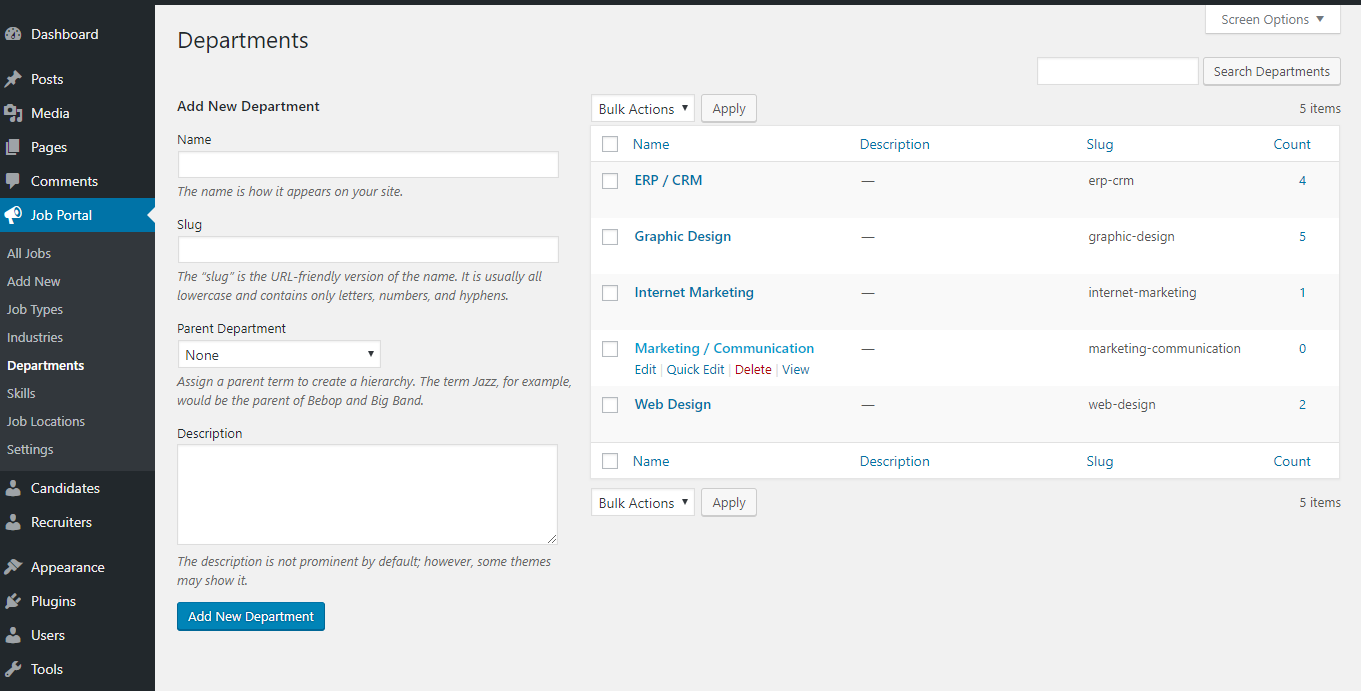 Dashboard
Posts
Media
Pages
Comments
Job Portal
All Jobs
Add New
Job Types
Industries
Departments
Skills
Job Locations
Settings
Candidates
Recruiters
Appearance
Plugins
Users
Tools
Screen Options ▼
Departments
Search Departments
Add New Department
Name
The name is how it appears on your site.
Slug
The “slug” is the URL-friendly version of the name. It is usually all
lowercase and contains only letters, numbers, and hyphens.
Parent Department
None
Assign a parent term to create a hierarchy. The term Jazz, for example,
would be the parent of Bebop and Big Band.
Description
The description is not prominent by default; however, some themes
may show it.
Add New Department
Bulk Actions Apply 5 items
Name Description Slug Count
ERP / CRM — erp-crm 4
Graphic Design — graphic-design 5
Internet Marketing — internet-marketing 1
Marketing / Communication — marketing-communication 0
Edit | Quick Edit | Delete | View
Web Design — web-design 2
Name Description Slug Count
Bulk Actions Apply 5 items